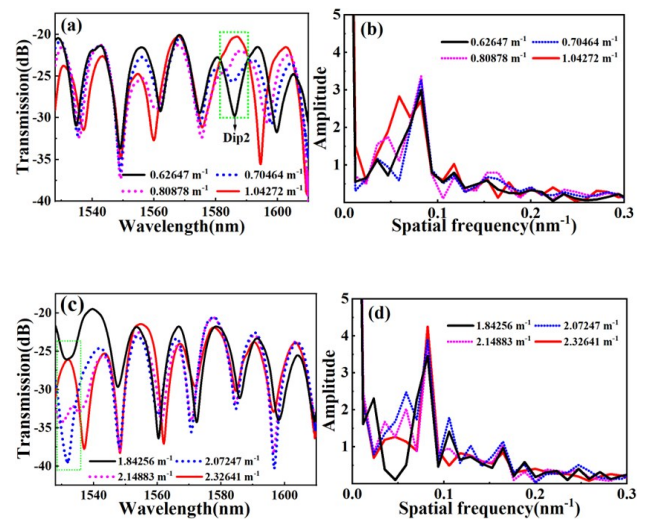 (a)
Transmission(dB)
-20
-25
-30
-35
-40
Dip2
0.62647 m⁻¹ 0.70464 m⁻¹
0.80878 m⁻¹ 1.04272 m⁻¹
1540 1560 1580 1600
Wavelength(nm)
(b)
Amplitude
5
4
3
2
1
0
0.62647 m⁻¹ 0.70464 m⁻¹
0.80878 m⁻¹ 1.04272 m⁻¹
0.0 0.1 0.2 0.3
Spatial frequency(nm⁻¹)
(c)
Transmission(dB)
-20
-25
-30
-35
-40
1.84256 m⁻¹ 2.07247 m⁻¹
2.14883 m⁻¹ 2.32641 m⁻¹
1540 1560 1580 1600
Wavelength(nm)
(d)
Amplitude
5
4
3
2
1
0
1.84256 m⁻¹ 2.07247 m⁻¹
2.14883 m⁻¹ 2.32641 m⁻¹
0.0 0.1 0.2 0.3
Spatial frequency(nm⁻¹)